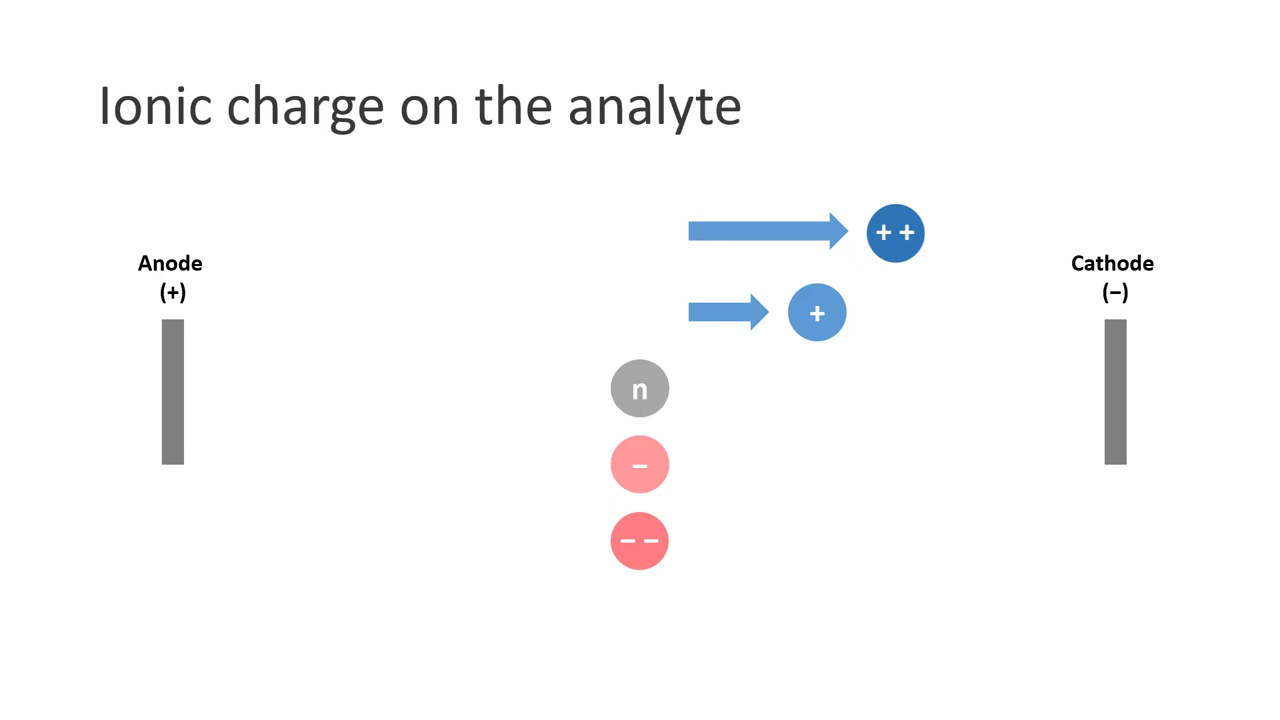 Ionic charge on the analyte
+ +
Anode
(+)
Cathode
(−)
+
n
−
− −